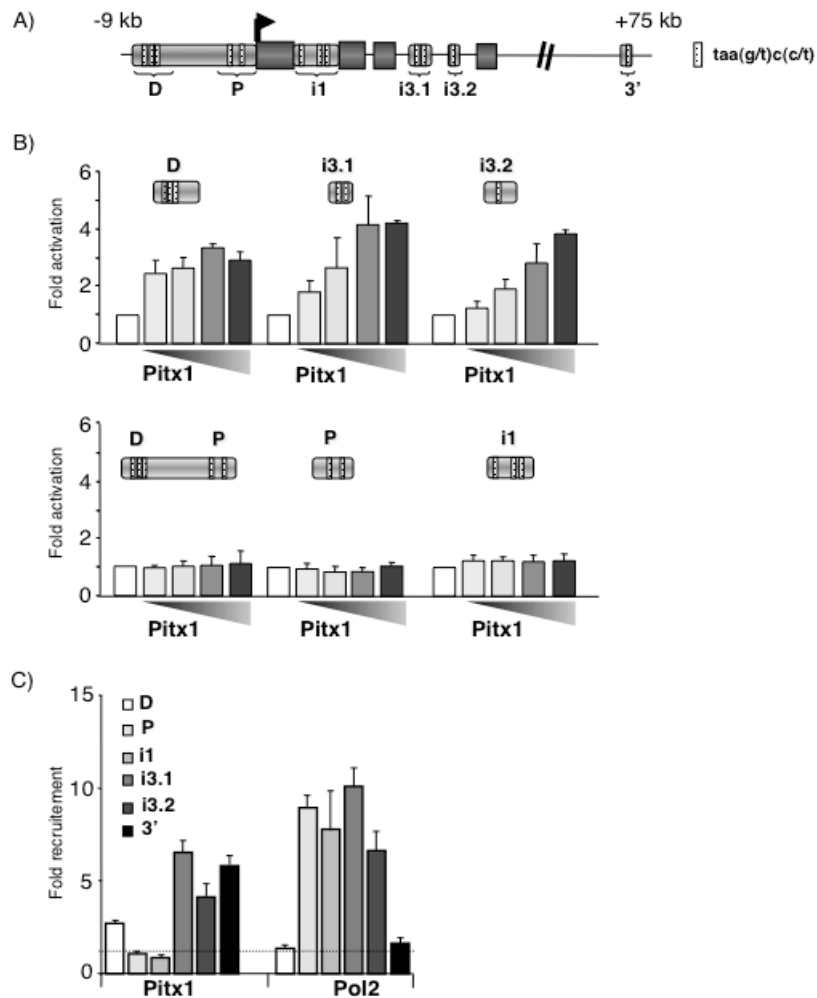 A)
-9 kb
+75 kb
taa(g/t)c(c/t)
D
P
i1
i3.1
i3.2
3'
B)
Fold activation
6
4
2
0
D
i3.1
i3.2
Pitx1
Pitx1
Pitx1
Fold activation
6
4
2
0
D
P
P
i1
Pitx1
Pitx1
Pitx1
C)
Fold recruitement
15
10
5
0
D
P
i1
i3.1
i3.2
3'
Pitx1
Pol2